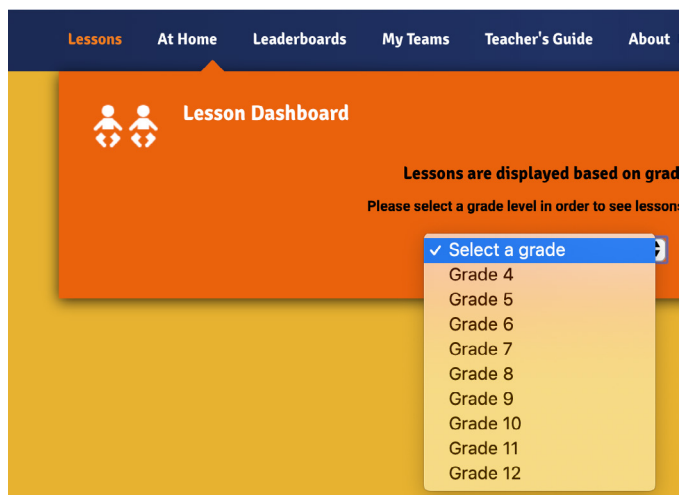 Lessons At Home Leaderboards My Teams Teacher's Guide About
Lesson Dashboard
Lessons are displayed based on grad
Please select a grade level in order to see lessons
✓ Select a grade
Grade 4
Grade 5
Grade 6
Grade 7
Grade 8
Grade 9
Grade 10
Grade 11
Grade 12